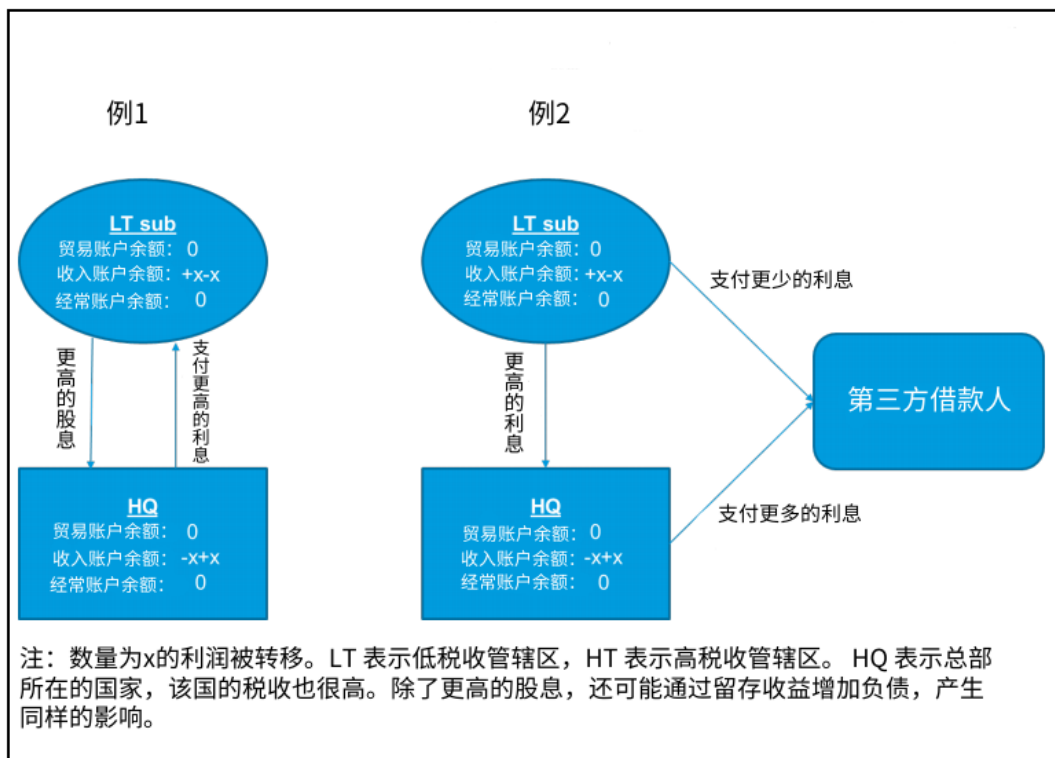 例1
LT sub
贸易账户余额： 0
收入账户余额：+x-x
经常账户余额： 0
更高的股息
支付更高的利息
HQ
贸易账户余额： 0
收入账户余额：-x+x
经常账户余额： 0
例2
LT sub
贸易账户余额： 0
收入账户余额：+x-x
经常账户余额： 0
支付更少的利息
更高的利息
第三方借款人
HQ
贸易账户余额： 0
收入账户余额：-x+x
经常账户余额： 0
支付更多的利息
注：数量为x的利润被转移。LT 表示低税收管辖区，HT 表示高税收管辖区。 HQ 表示总部
所在的国家，该国的税收也很高。除了更高的股息，还可能通过留存收益增加负债，产生
同样的影响。